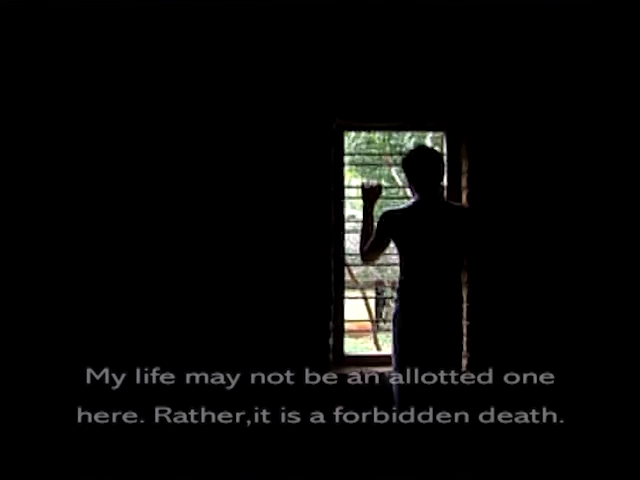 My life may not be an allotted one
here. Rather,it is a forbidden death.